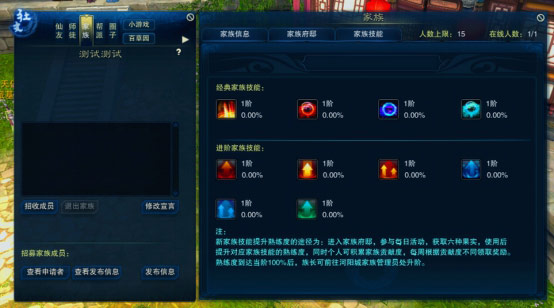 社交
仙友 师徒 家族 帮派 圈子
小游戏
百草园
测试测试
?
招收成员 退出家族 修改宣言
招募家族成员：
查看申请者 查看发布信息 发布信息
家族
家族信息 家族府邸 家族技能 人数上限：15 在线人数：1/1
经典家族技能：
1阶 1阶 1阶 1阶
0.00% 0.00% 0.00% 0.00%
进阶家族技能：
1阶 1阶 1阶 1阶
0.00% 0.00% 0.00% 0.00%
1阶 1阶
0.00% 0.00%
注：
新家族技能提升熟练度的途径为：进入家族府邸，参与每日活动，获取六种果实，使用后
提升对应家族技能的熟练度，同时个人可积累家族贡献度，每周根据贡献度不同领取奖励。
熟练度到达当阶100%后，族长可前往河阳城家族管理员处升阶。